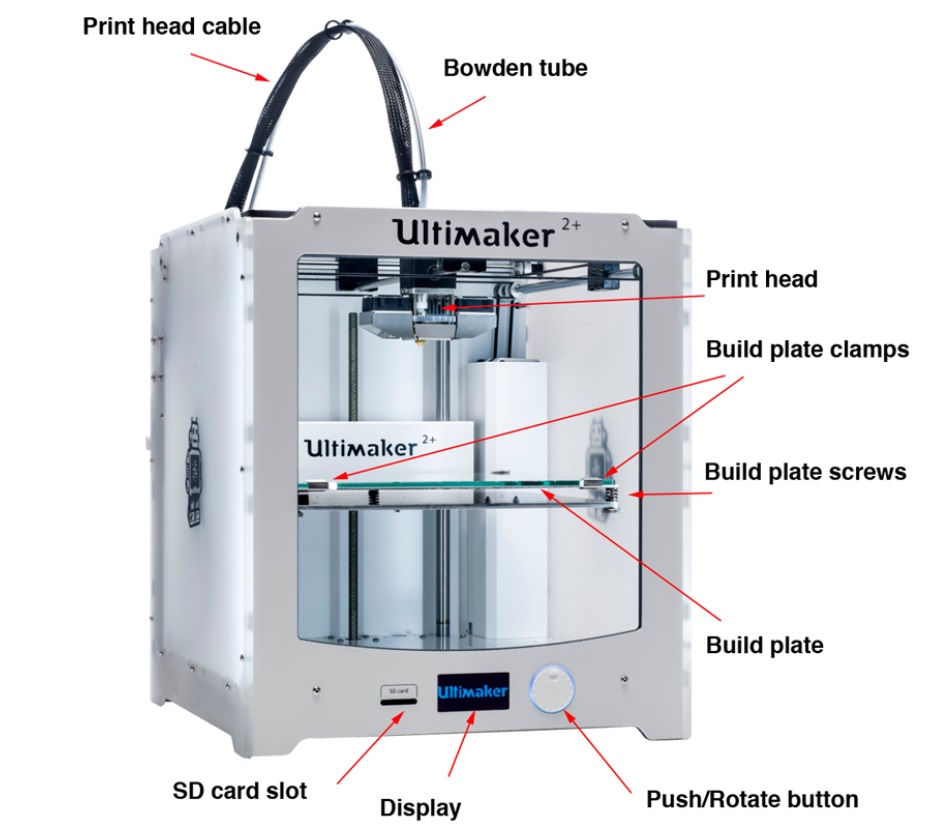 Print head cable
Bowden tube
Ultimaker 2+
Print head
Build plate clamps
Ultimaker 2+
Build plate screws
Build plate
SD card
Ultimaker
SD card slot
Display
Push/Rotate button